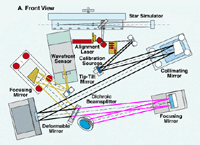 A. Front View
Star Simulator
Wavefront
Sensor
Alignment
Laser
Calibration
Sources
Tip-Tilt
Mirror
Collimating
Mirror
Focusing
Mirror
Dichroic
Beamsplitter
Deformable
Mirror
Focusing
Mirror